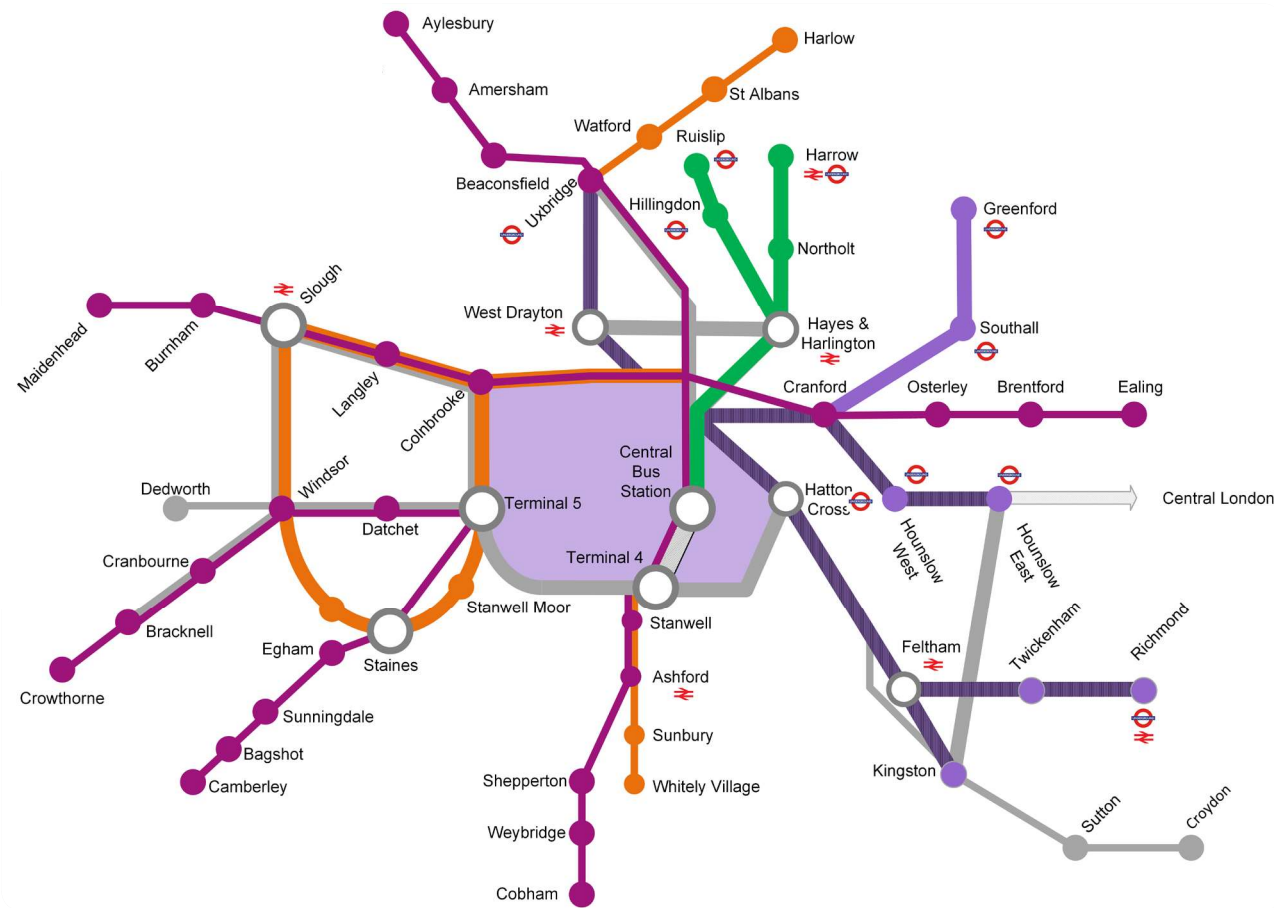 Aylesbury
Harlow
Amersham
St Albans
Watford
Ruislip
Harrow
Beaconsfield
Uxbridge
Hillingdon
Greenford
Northolt
Slough
West Drayton
Hayes &
Harlington
Southall
Maidenhead
Burnham
Langley
Colnbrooke
Cranford
Osterley
Brentford
Ealing
Central
Bus
Station
Windsor
Dedworth
Datchet
Terminal 5
Hatton
Cross
Central London
Hounslow
West
Hounslow
East
Terminal 4
Cranbourne
Stanwell Moor
Bracknell
Stanwell
Egham
Staines
Feltham
Twickenham
Richmond
Crowthorne
Ashford
Sunningdale
Sunbury
Bagshot
Camberley
Shepperton
Whitely Village
Kingston
Weybridge
Sutton
Croydon
Cobham